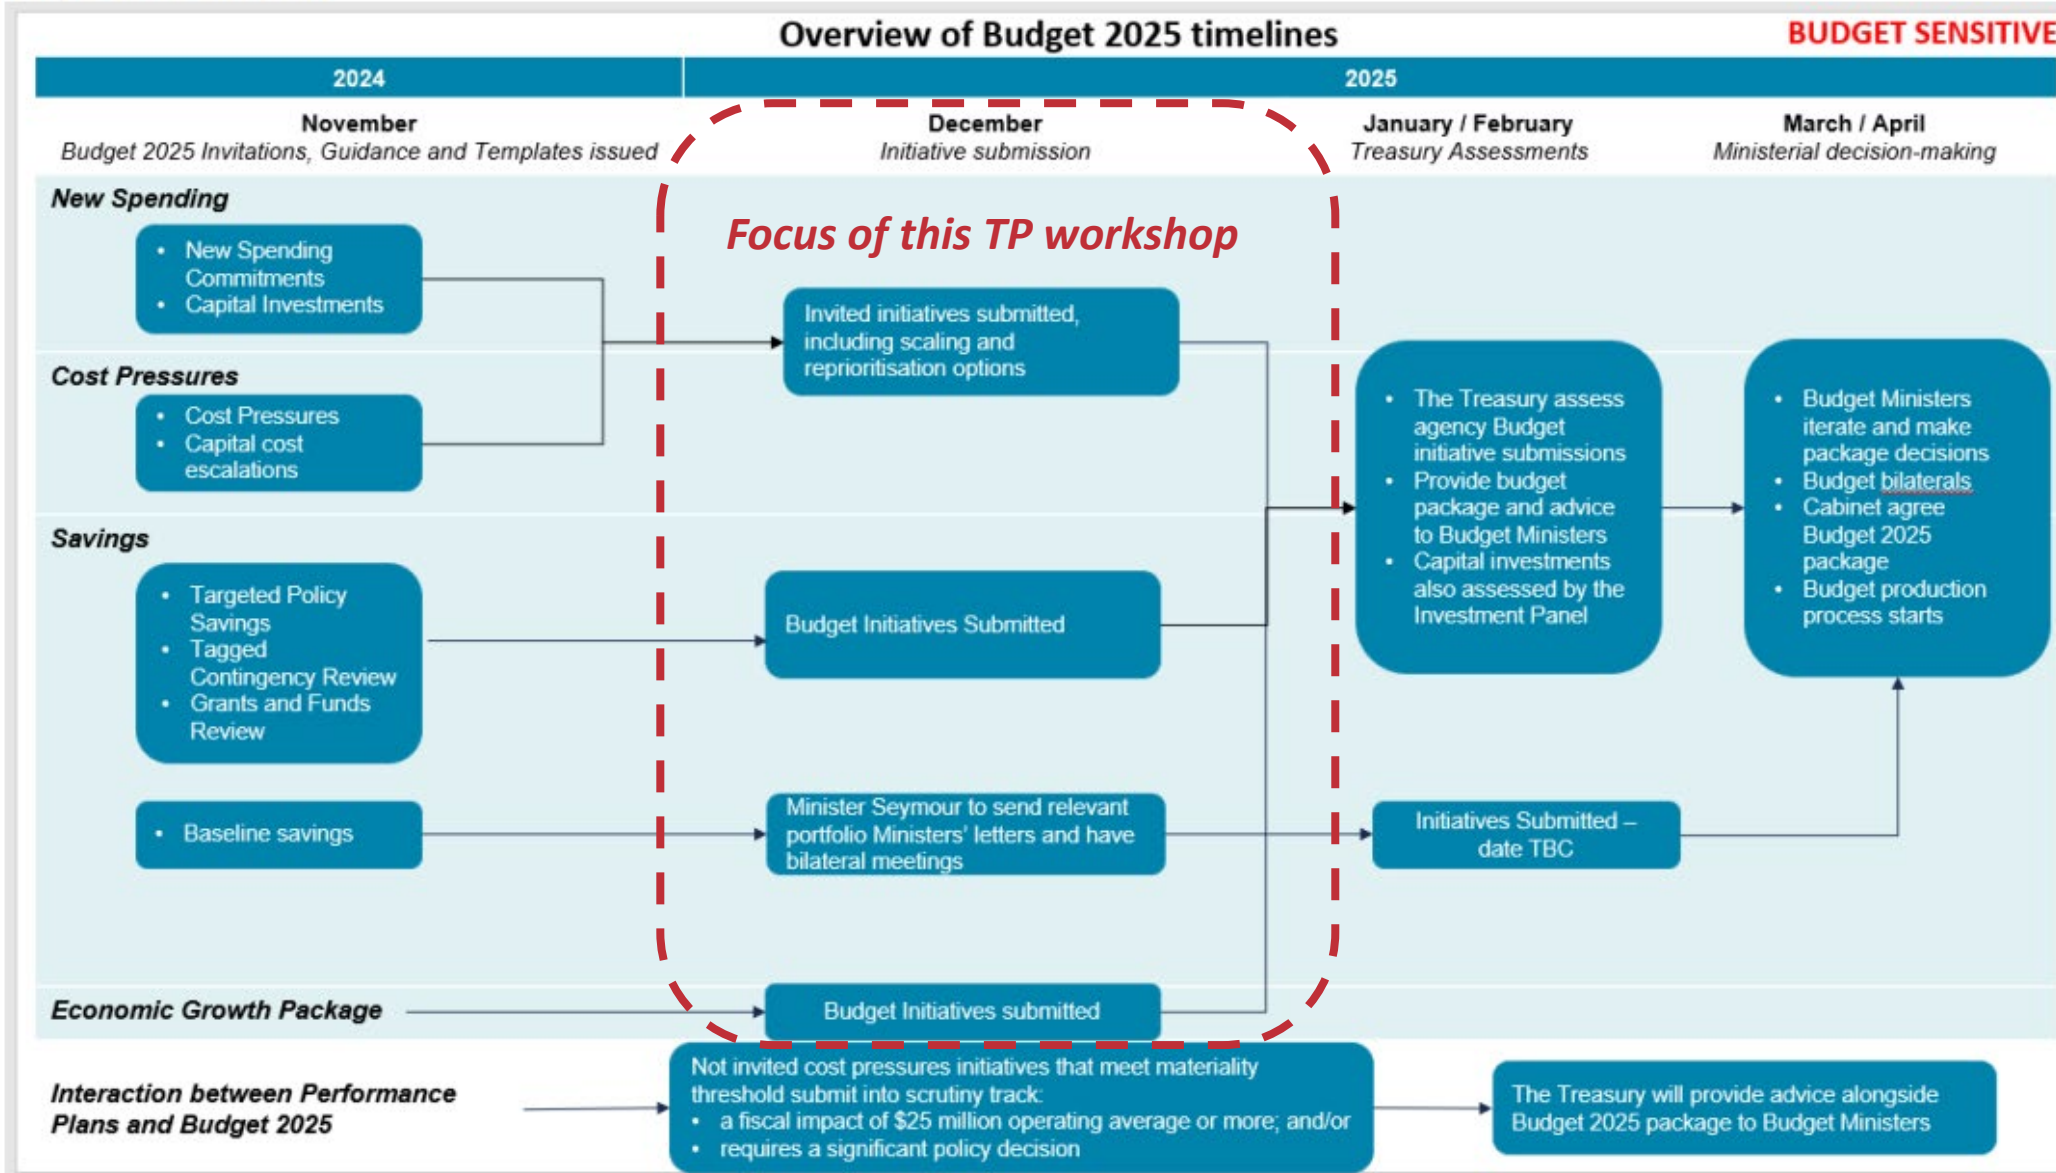 Overview of Budget 2025 timelines
BUDGET SENSITIVE
2024
2025
November
Budget 2025 Invitations, Guidance and Templates issued
December
Initiative submission
January / February
Treasury Assessments
March / April
Ministerial decision-making
New Spending
• New Spending
Commitments
• Capital Investments
Focus of this TP workshop
Invited initiatives submitted,
including scaling and
reprioritisation options
Cost Pressures
• Cost Pressures
• Capital cost
escalations
• The Treasury assess
agency Budget
initiative submissions
• Provide budget
package and advice
to Budget Ministers
• Capital investments
also assessed by the
Investment Panel
• Budget Ministers
iterate and make
package decisions
• Budget bilaterals
• Cabinet agree
Budget 2025
package
• Budget production
process starts
Savings
• Targeted Policy
Savings
• Tagged
Contingency Review
• Grants and Funds
Review
Budget Initiatives Submitted
• Baseline savings
Minister Seymour to send relevant
portfolio Ministers' letters and have
bilateral meetings
Initiatives Submitted –
date TBC
Economic Growth Package
Budget Initiatives submitted
Interaction between Performance
Plans and Budget 2025
Not invited cost pressures initiatives that meet materiality
threshold submit into scrutiny track:
• a fiscal impact of $25 million operating average or more; and/or
• requires a significant policy decision
The Treasury will provide advice alongside
Budget 2025 package to Budget Ministers